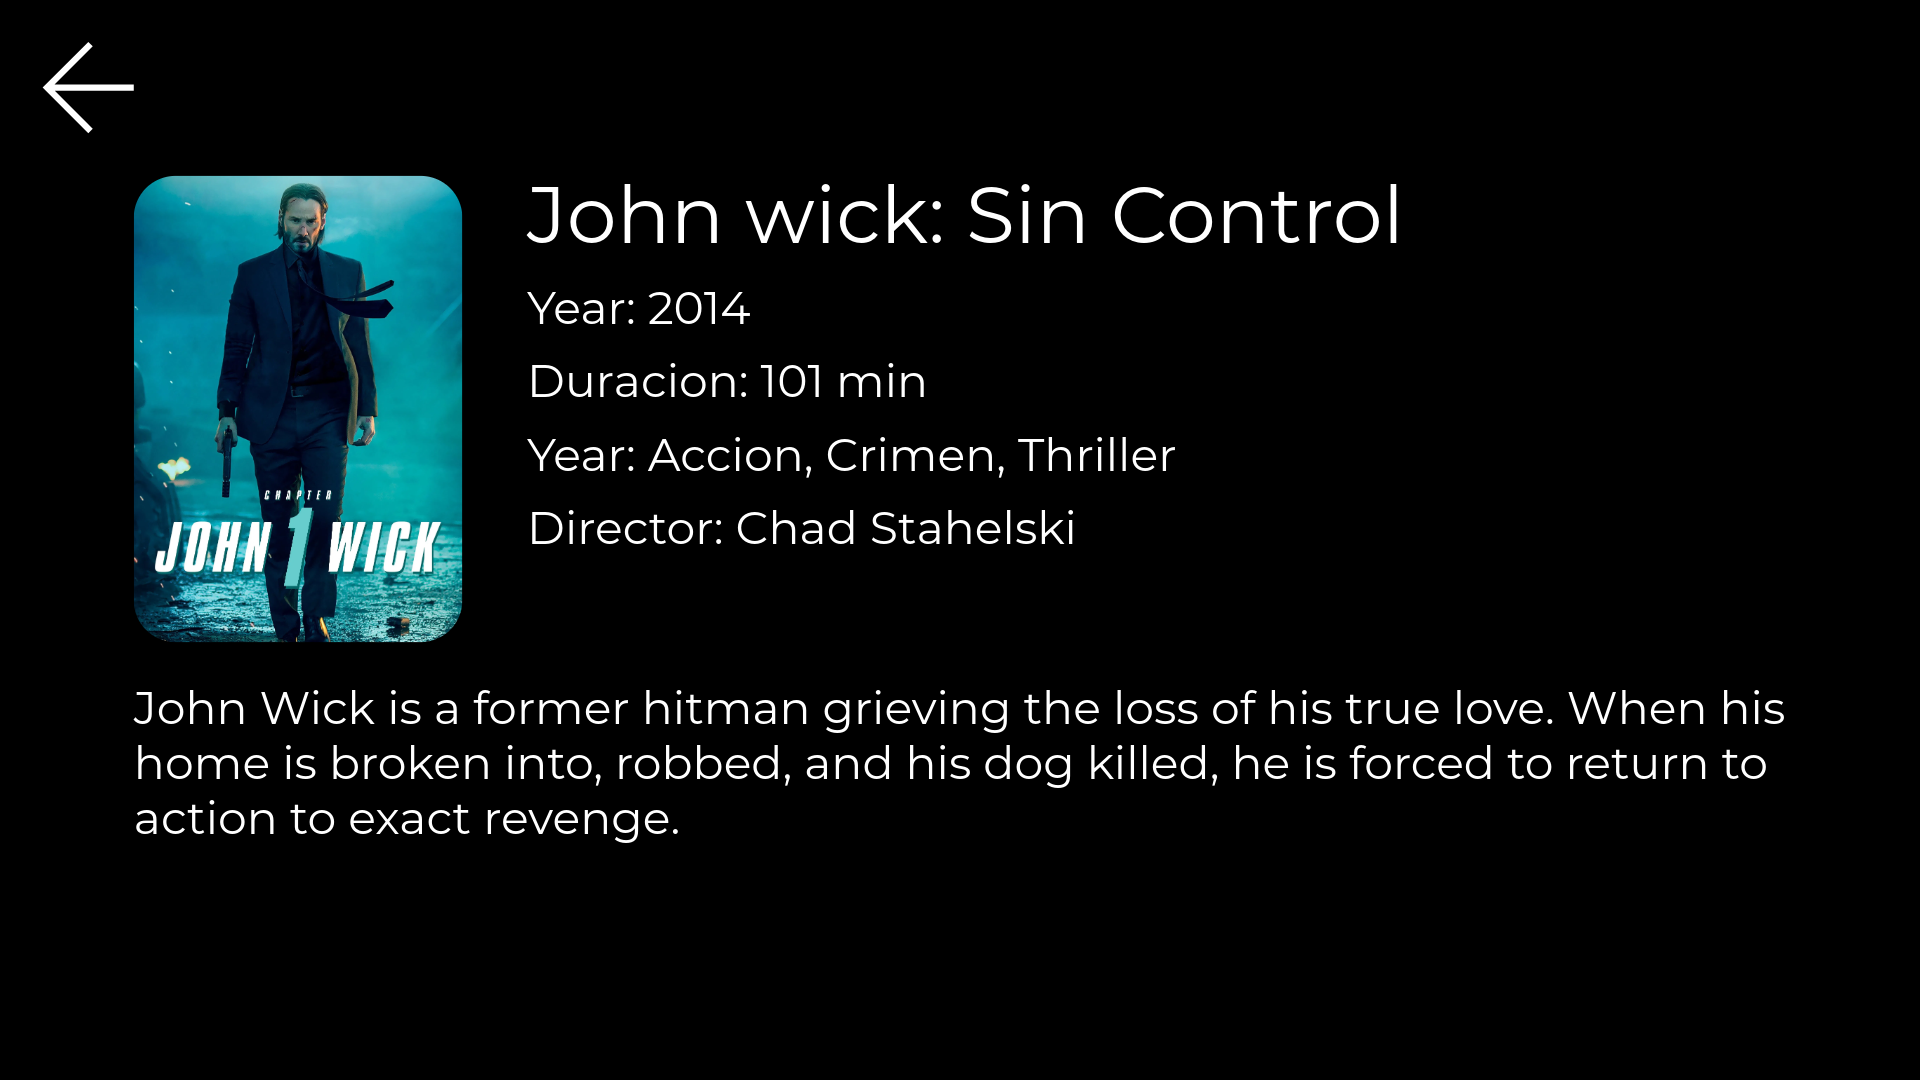 John wick: Sin Control
Year: 2014
Duracion: 101 min
Year: Accion, Crimen, Thriller
Director: Chad Stahelski
CHAPTER
JOHN 1 WICK
John Wick is a former hitman grieving the loss of his true love. When his
home is broken into, robbed, and his dog killed, he is forced to return to
action to exact revenge.